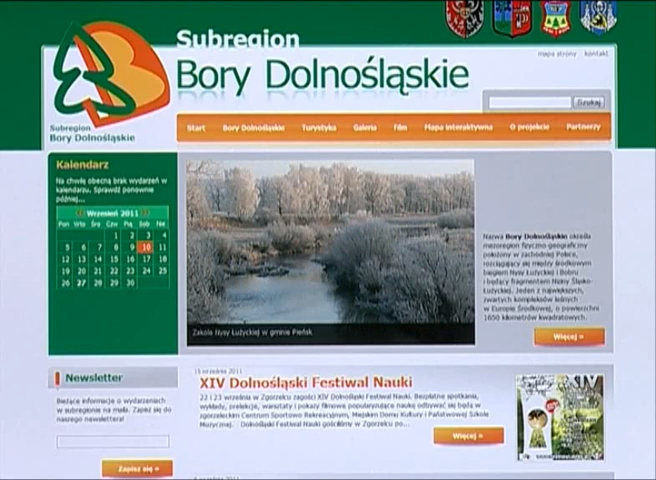 Subregion
Bory Dolnośląskie
mapa strony kontakt
Szukaj
Subregion
Bory Dolnośląskie
Start Bory Dolnośląskie Turystyka Galeria Film Mapa interaktywna O projekcie Partnerzy
Kalendarz
Na chwilę obecną brak wydarzeń w
kalendarzu. Sprawdź ponownie
później...
Wrzesień 2011
Pon Wto Śro Czw Pią Sob Nie
1 2 3 4
5 6 7 8 9 10 11
12 13 14 15 16 17 18
19 20 21 22 23 24 25
26 27 28 29 30
Zakole Nysy Łużyckiej w gminie Pieńsk
Nazwa Bory Dolnośląskie określa
mezoregion fizyczno-geograficzny
położony w zachodniej Polsce,
rozciągający się między środkowym
biegiem Nysy Łużyckiej i Bobru
i będący fragmentem Niziny Śląsko-
Łużyckiej. Jeden z największych,
zwartych kompleksów leśnych
w Europie Środkowej, o powierzchni
1650 kilometrów kwadratowych.
Więcej »
Newsletter
Bieżące informacje o wydarzeniach
w subregionie na maila. Zapisz się do
naszego newslettera!
Zapisz się »
15 września 2011
XIV Dolnośląski Festiwal Nauki
22 i 23 września w Zgorzelcu zagości XIV Dolnośląski Festiwal Nauki. Bezpłatne spotkania,
wykłady, prelekcje, warsztaty i pokazy filmowe popularyzujące naukę odbywać się będą w
zgorzeleckim Centrum Sportowo Rekreacyjnym, Miejskim Domu Kultury i Państwowej Szkole
Muzycznej. Dolnośląski Festiwal Nauki gościliśmy w Zgorzelcu po...
Więcej »